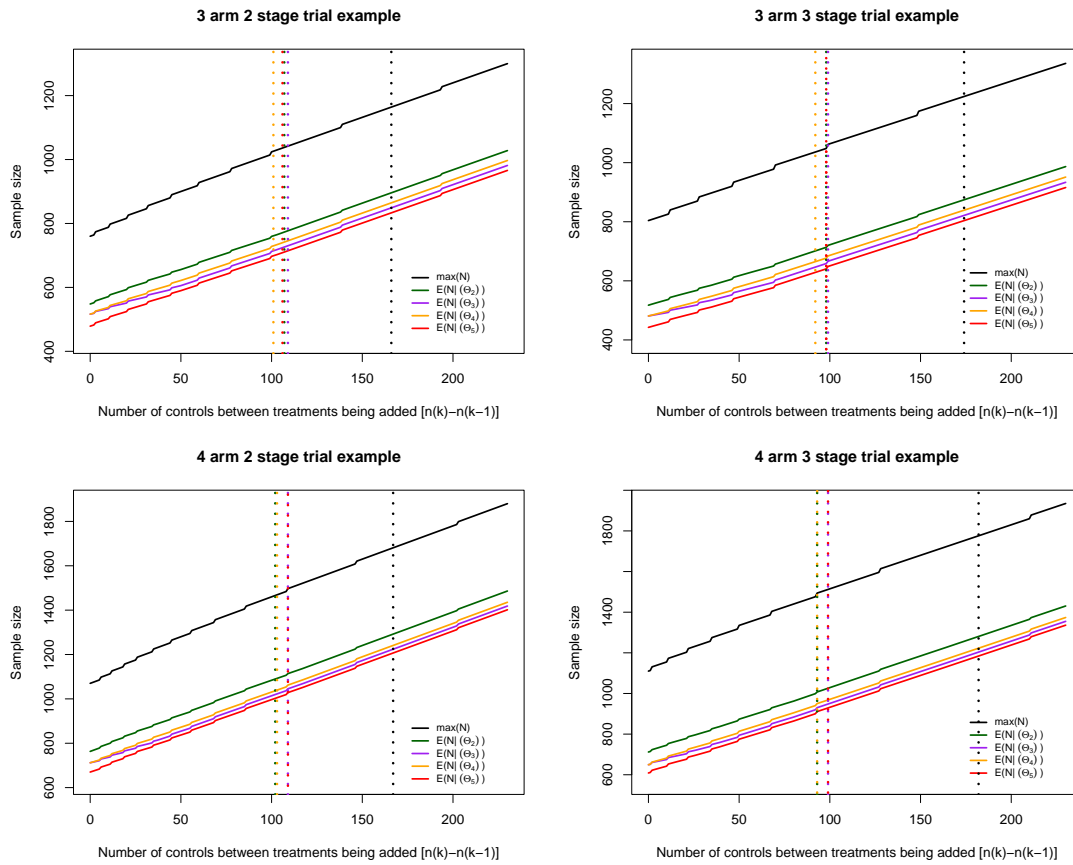 3 arm 2 stage trial example
Sample size
1200
1000
800
600
400
max(N)
E(N| (Θ₂) )
E(N| (Θ₃) )
E(N| (Θ₄) )
E(N| (Θ₅) )
0 50 100 150 200
Number of controls between treatments being added [n(k)−n(k−1)]
3 arm 3 stage trial example
Sample size
1200
1000
800
600
400
max(N)
E(N| (Θ₂) )
E(N| (Θ₃) )
E(N| (Θ₄) )
E(N| (Θ₅) )
0 50 100 150 200
Number of controls between treatments being added [n(k)−n(k−1)]
4 arm 2 stage trial example
Sample size
1800
1600
1400
1200
1000
800
600
max(N)
E(N| (Θ₂) )
E(N| (Θ₃) )
E(N| (Θ₄) )
E(N| (Θ₅) )
0 50 100 150 200
Number of controls between treatments being added [n(k)−n(k−1)]
4 arm 3 stage trial example
Sample size
1800
1400
1000
800
600
max(N)
E(N| (Θ₂) )
E(N| (Θ₃) )
E(N| (Θ₄) )
E(N| (Θ₅) )
0 50 100 150 200
Number of controls between treatments being added [n(k)−n(k−1)]